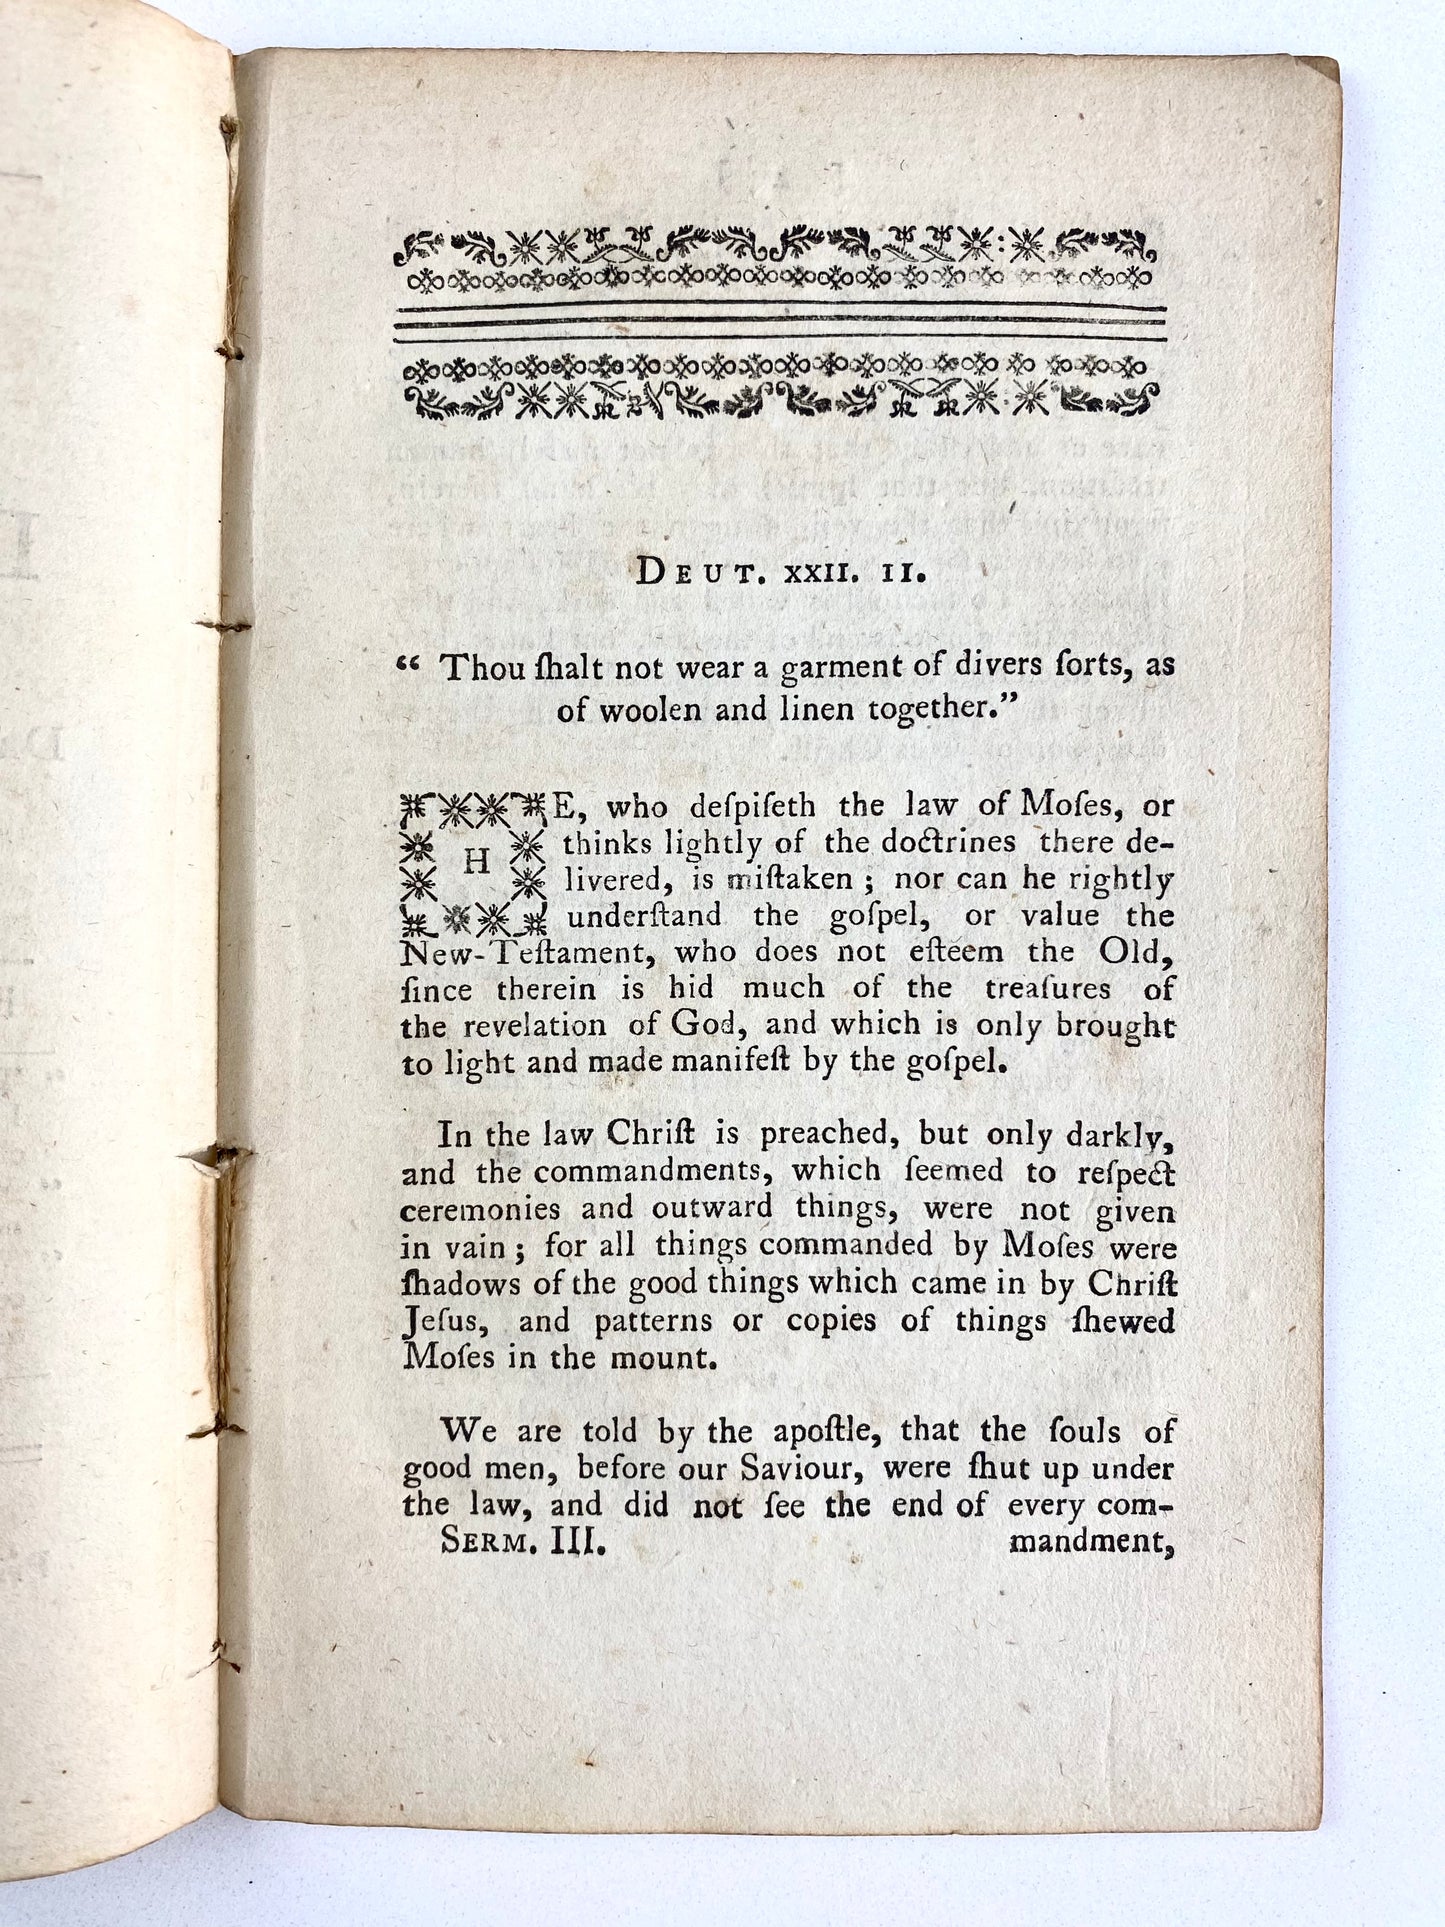 DEUT. XXII. 11.
“ Thou ſhalt not wear a garment of divers ſorts, as
of woolen and linen together.”
HE, who deſpiſeth the law of Moſes, or
thinks lightly of the doctrines there de-
livered, is miſtaken ; nor can he rightly
underſtand the goſpel, or value the
New-Teſtament, who does not eſteem the Old,
ſince therein is hid much of the treaſures of
the revelation of God, and which is only brought
to light and made manifeſt by the goſpel.
In the law Chriſt is preached, but only darkly,
and the commandments, which ſeemed to reſpect
ceremonies and outward things, were not given
in vain ; for all things commanded by Moſes were
ſhadows of the good things which came in by Chriſt
Jeſus, and patterns or copies of things ſhewed
Moſes in the mount.
We are told by the apoſtle, that the ſouls of
good men, before our Saviour, were ſhut up under
the law, and did not ſee the end of every com-
SERM. III. mandment,